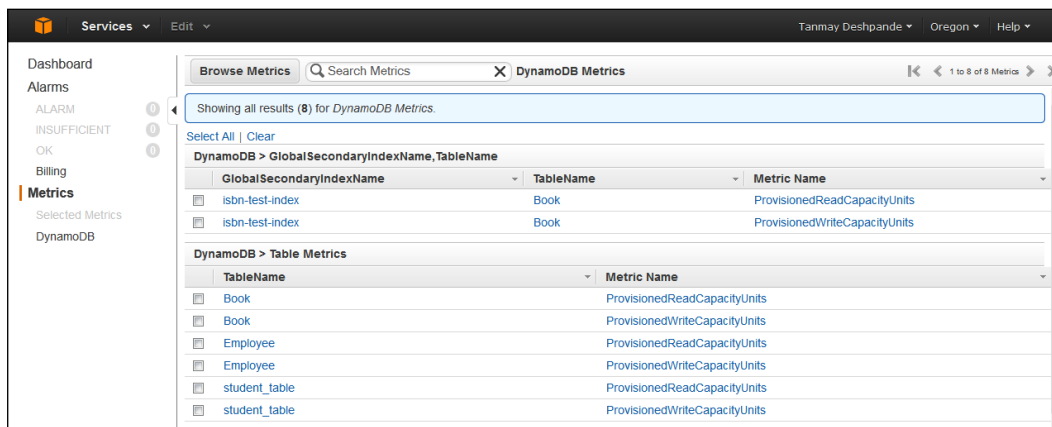 Services Edit Tanmay Deshpande Oregon Help
Dashboard
Alarms
ALARM 0
INSUFFICIENT 0
OK 0
Billing
Metrics
Selected Metrics
DynamoDB
Browse Metrics Search Metrics X DynamoDB Metrics 1 to 8 of 8 Metrics
Showing all results (8) for DynamoDB Metrics.
Select All | Clear
DynamoDB > GlobalSecondaryIndexName,TableName
GlobalSecondaryIndexName TableName Metric Name
isbn-test-index Book ProvisionedReadCapacityUnits
isbn-test-index Book ProvisionedWriteCapacityUnits
DynamoDB > Table Metrics
TableName Metric Name
Book ProvisionedReadCapacityUnits
Book ProvisionedWriteCapacityUnits
Employee ProvisionedReadCapacityUnits
Employee ProvisionedWriteCapacityUnits
student_table ProvisionedReadCapacityUnits
student_table ProvisionedWriteCapacityUnits